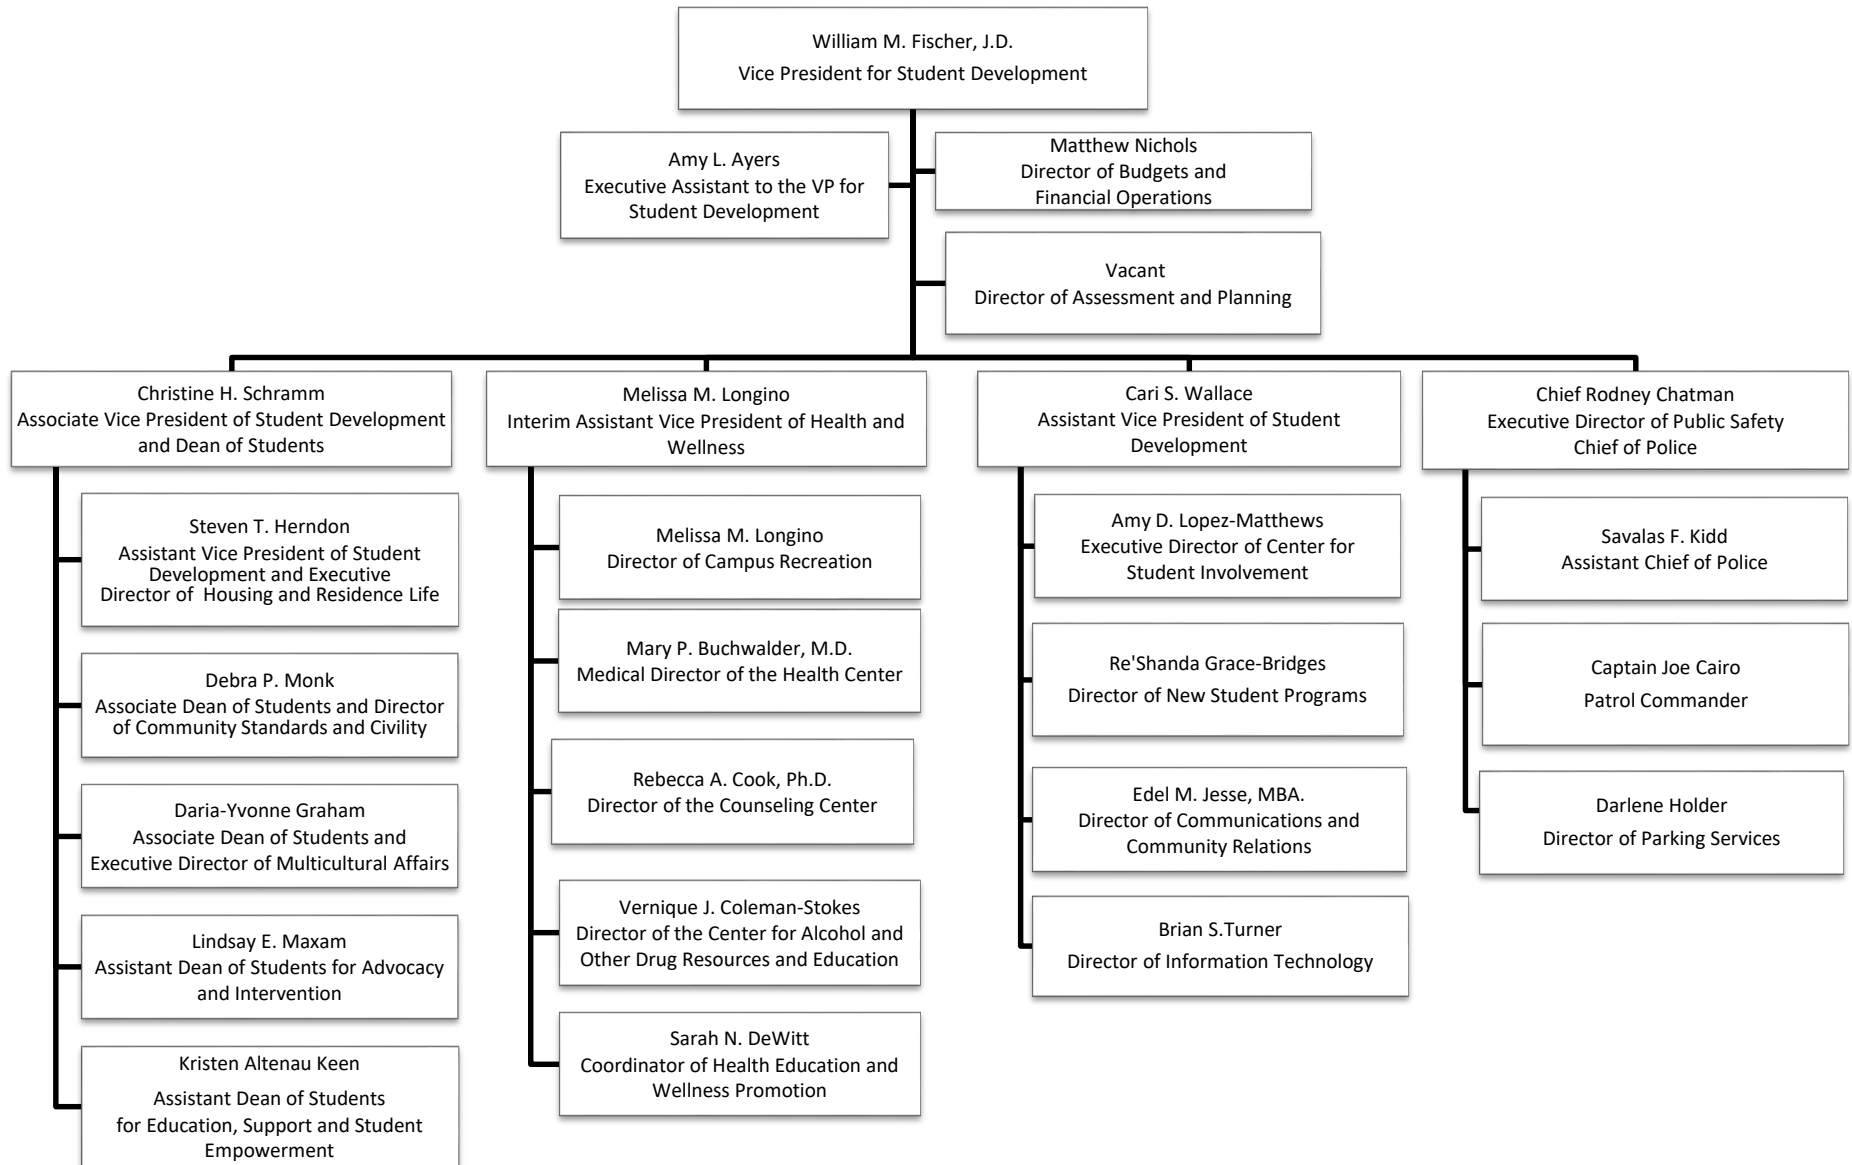 William M. Fischer, J.D.
Vice President for Student Development
Amy L. Ayers
Executive Assistant to the VP for
Student Development
Matthew Nichols
Director of Budgets and
Financial Operations
Vacant
Director of Assessment and Planning
Christine H. Schramm
Associate Vice President of Student Development
and Dean of Students
Steven T. Herndon
Assistant Vice President of Student
Development and Executive
Director of Housing and Residence Life
Debra P. Monk
Associate Dean of Students and Director
of Community Standards and Civility
Daria-Yvonne Graham
Associate Dean of Students and
Executive Director of Multicultural Affairs
Lindsay E. Maxam
Assistant Dean of Students for Advocacy
and Intervention
Kristen Altenau Keen
Assistant Dean of Students
for Education, Support and Student
Empowerment
Melissa M. Longino
Interim Assistant Vice President of Health and
Wellness
Melissa M. Longino
Director of Campus Recreation
Mary P. Buchwalder, M.D.
Medical Director of the Health Center
Rebecca A. Cook, Ph.D.
Director of the Counseling Center
Vernique J. Coleman-Stokes
Director of the Center for Alcohol and
Other Drug Resources and Education
Sarah N. DeWitt
Coordinator of Health Education and
Wellness Promotion
Cari S. Wallace
Assistant Vice President of Student
Development
Amy D. Lopez-Matthews
Executive Director of Center for
Student Involvement
Re'Shanda Grace-Bridges
Director of New Student Programs
Edel M. Jesse, MBA.
Director of Communications and
Community Relations
Brian S.Turner
Director of Information Technology
Chief Rodney Chatman
Executive Director of Public Safety
Chief of Police
Savalas F. Kidd
Assistant Chief of Police
Captain Joe Cairo
Patrol Commander
Darlene Holder
Director of Parking Services